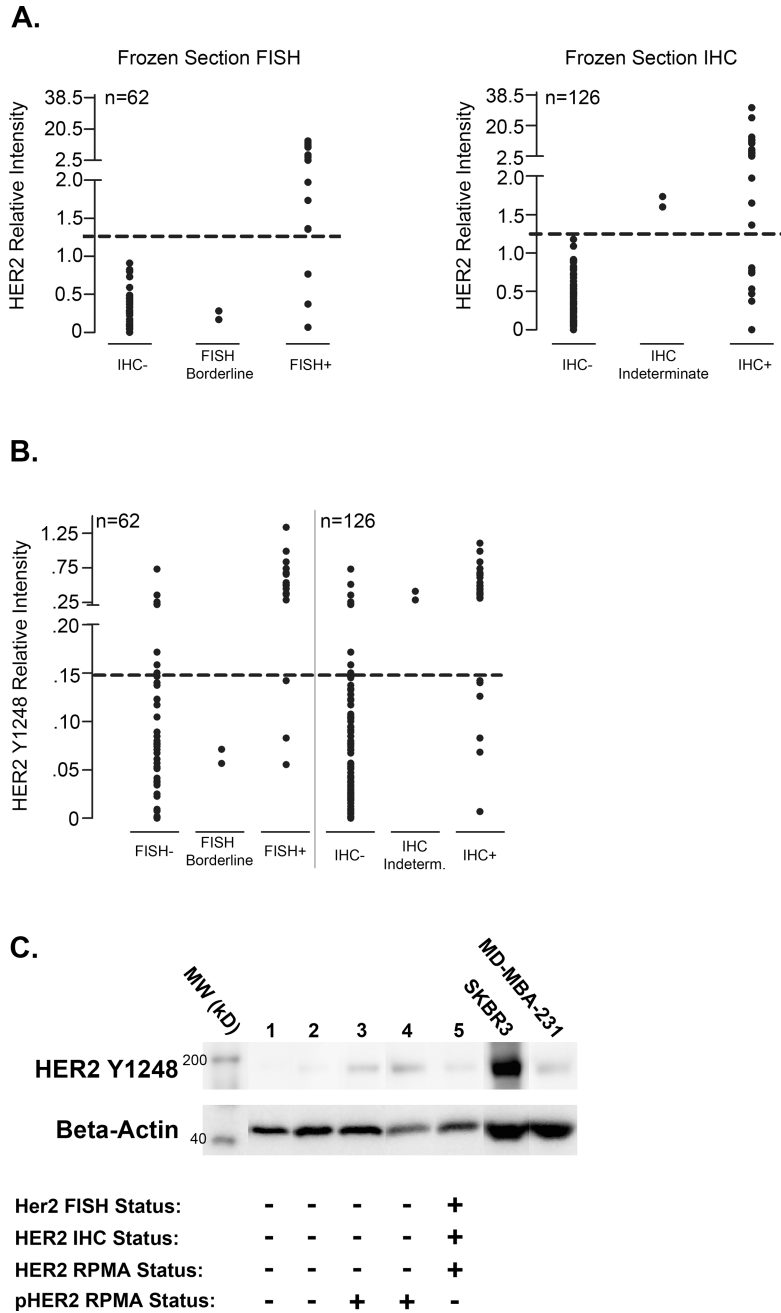 A.
Frozen Section FISH
HER2 Relative Intensity
n=62
38.5
20.5
2.5
2.0
1.5
1.0
0.5
0
IHC-
FISH Borderline
FISH+
Frozen Section IHC
HER2 Relative Intensity
n=126
38.5
20.5
2.5
2.0
1.5
1.0
0.5
0
IHC-
IHC Indeterminate
IHC+
B.
HER2 Y1248 Relative Intensity
n=62
n=126
1.25
.75
.25
.20
.15
.10
.05
0
FISH-
FISH Borderline
FISH+
IHC-
IHC Indeterm.
IHC+
C.
MW (kD)
1 2 3 4 5 SKBR3 MD-MBA-231
HER2 Y1248
200
Beta-Actin
40
Her2 FISH Status: - - - - +
HER2 IHC Status: - - - - +
HER2 RPMA Status: - - - - +
pHER2 RPMA Status: - - + + -